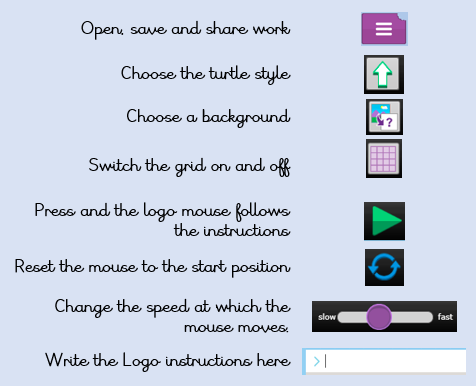 Open, save and share work
Choose the turtle style
Choose a background
?
Switch the grid on and off
Press and the logo mouse follows
the instructions
Reset the mouse to the start position
Change the speed at which the
mouse moves.
slow fast
Write the Logo instructions here
>